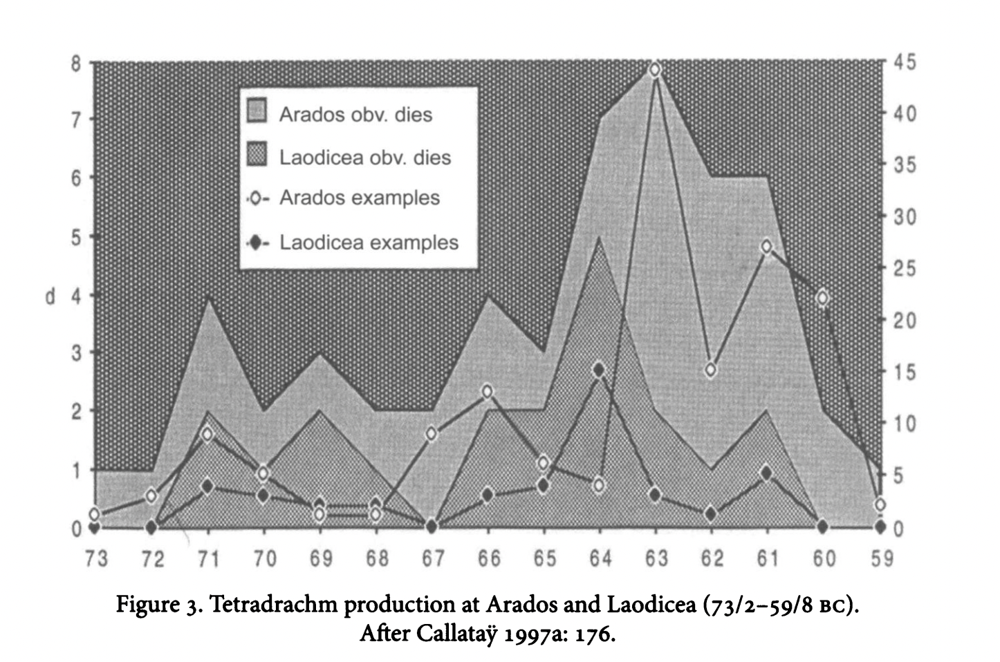 8
7
6
5
d 4
3
2
1
0
Arados obv. dies
Laodicea obv. dies
Arados examples
Laodicea examples
45
40
35
30
25
20
15
10
5
0
73 72 71 70 69 68 67 66 65 64 63 62 61 60 59
Figure 3. Tetradrachm production at Arados and Laodicea (73/2–59/8 BC).
After Callataÿ 1997a: 176.